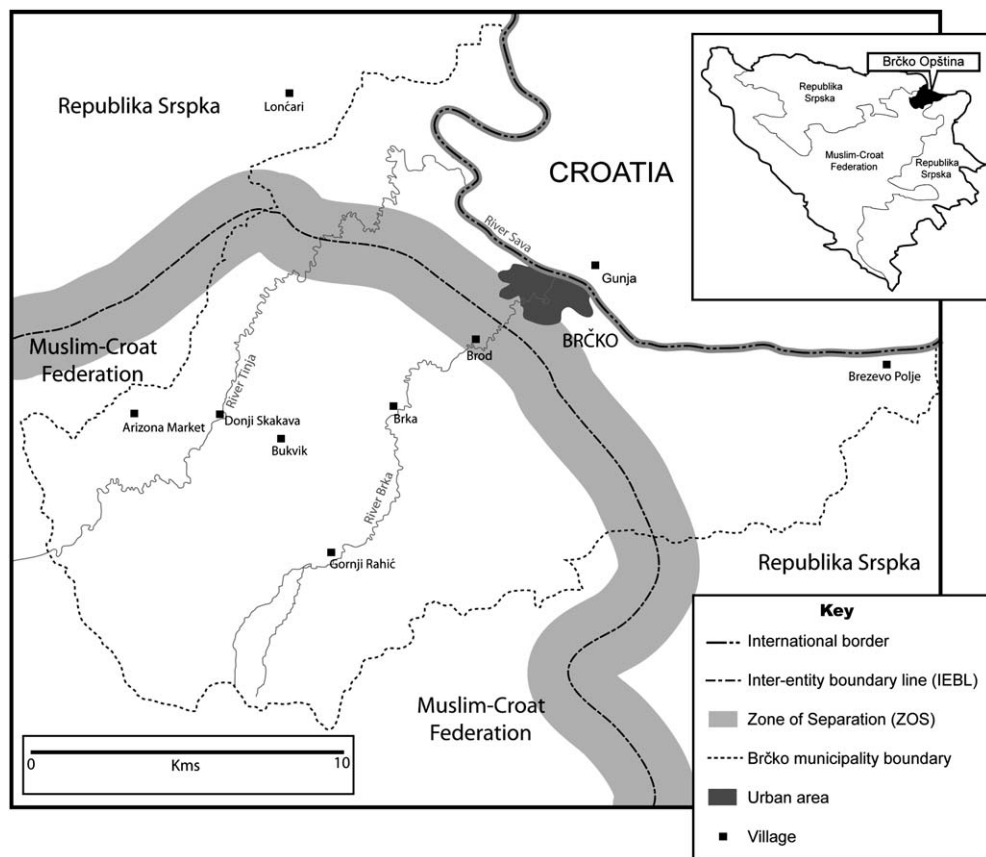 Republika Srspka
Lonćari
CROATIA
River Sava
Gunja
BRČKO
Brezevo Polje
Brod
Muslim-Croat
Federation
River Tinja
Arizona Market
Donji Skakava
Bukvik
Brka
River Brka
Gornji Rahić
Republika Srspka
Muslim-Croat
Federation
0
Kms
10
Brčko Opština
Republika
Srpska
Muslim-Croat
Federation
Republika
Srpska
Key
International border
Inter-entity boundary line (IEBL)
Zone of Separation (ZOS)
Brčko municipality boundary
Urban area
Village